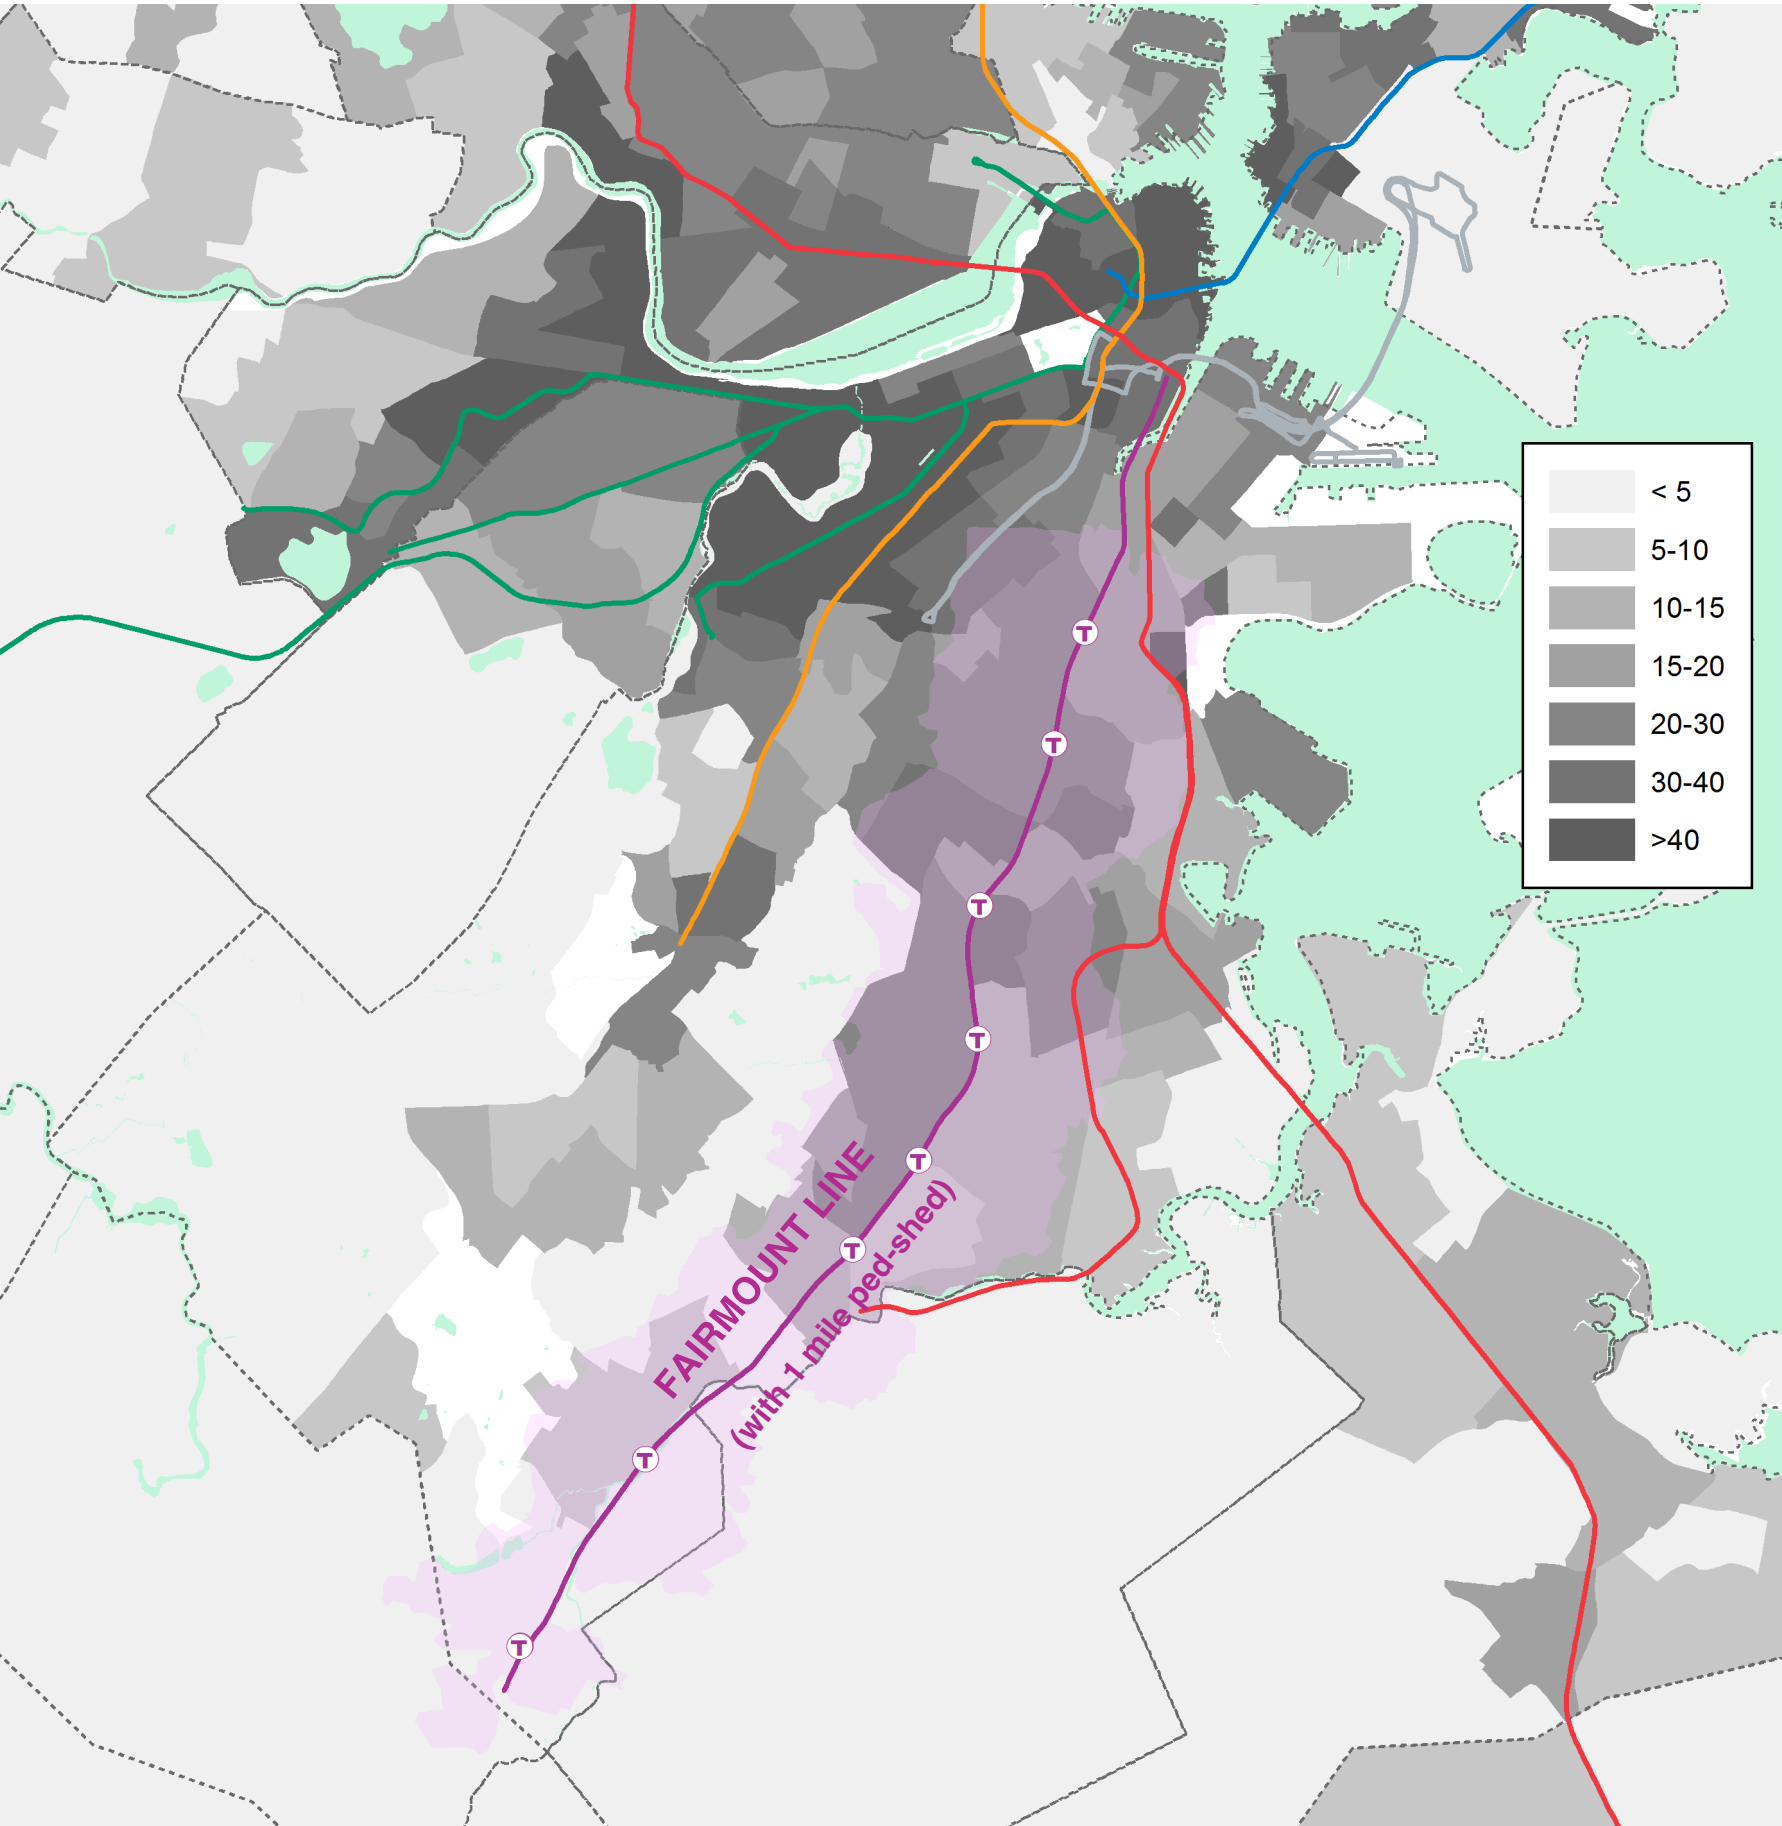 < 5
5-10
10-15
15-20
20-30
30-40
>40
T
T
T
T
T
T
T
T
FAIRMOUNT LINE
(with 1 mile ped-shed)